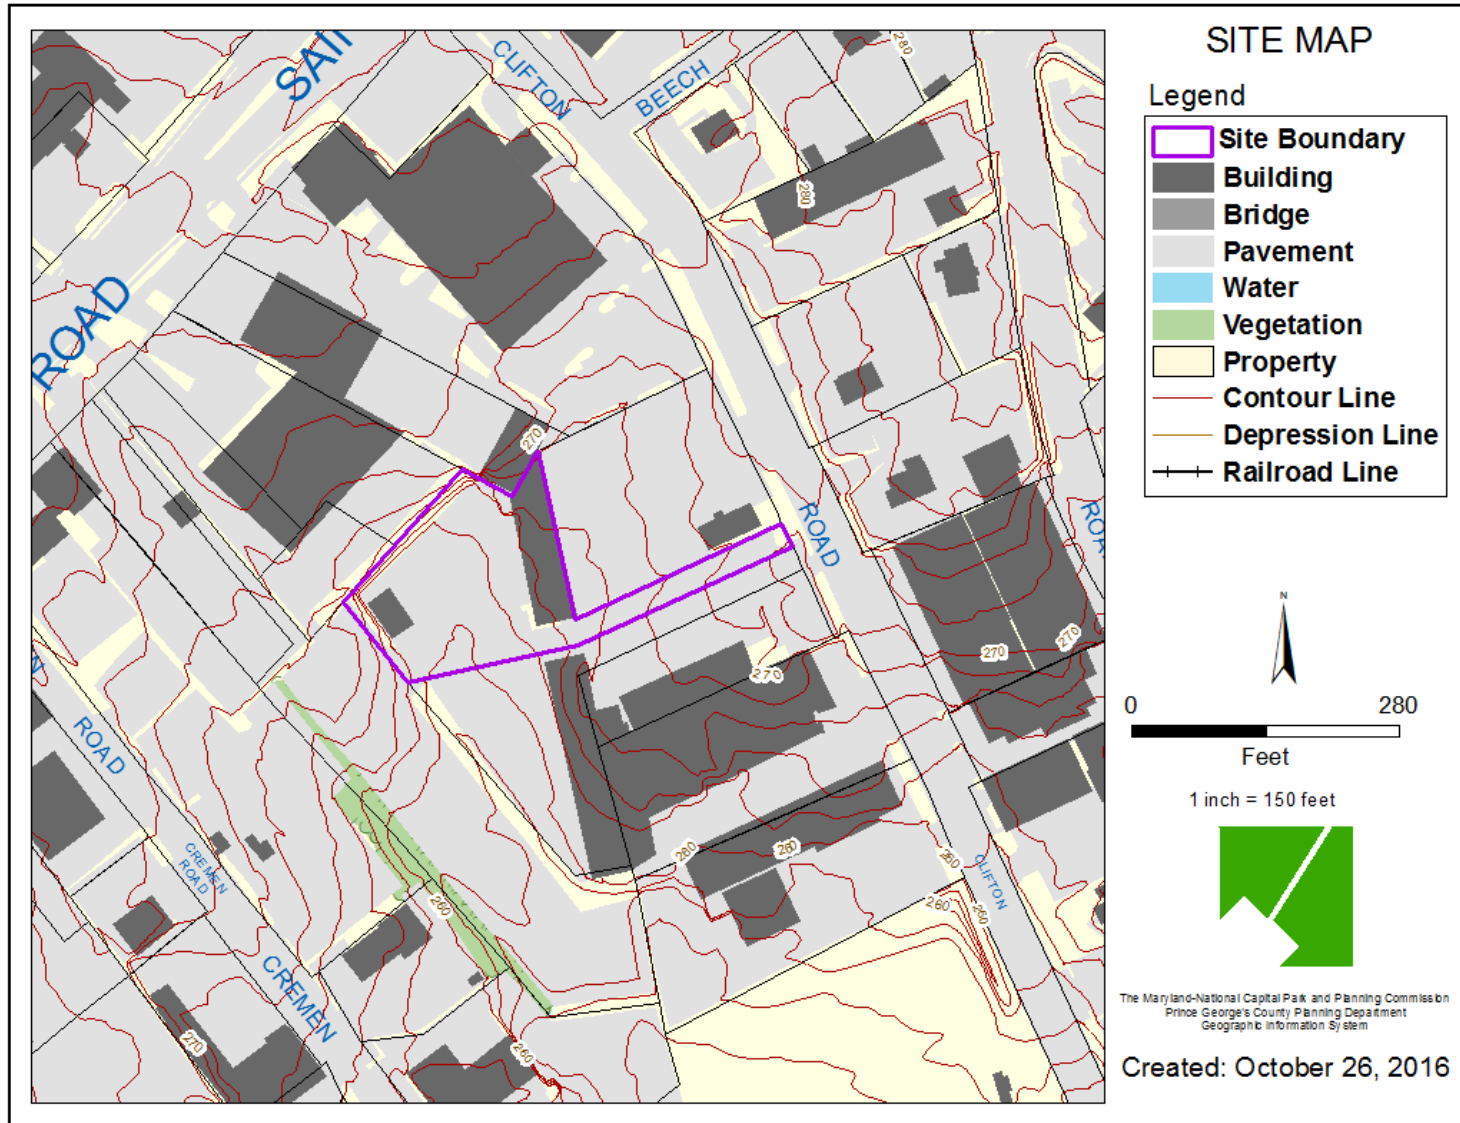 SITE MAP
Legend
Site Boundary
Building
Bridge
Pavement
Water
Vegetation
Property
Contour Line
Depression Line
Railroad Line
N
0 280
Feet
1 inch = 150 feet
The Maryland-National Capital Park and Planning Commission
Prince George's County Planning Department
Geographic Information System
Created: October 26, 2016
CLIFTON
BEECH
280
ROAD
280
270
ROAD
270
270
270
N
ROAD
CREMEN
ROAD
280
280
260
CLIFTON
260
260
260
CREMEN
270
260